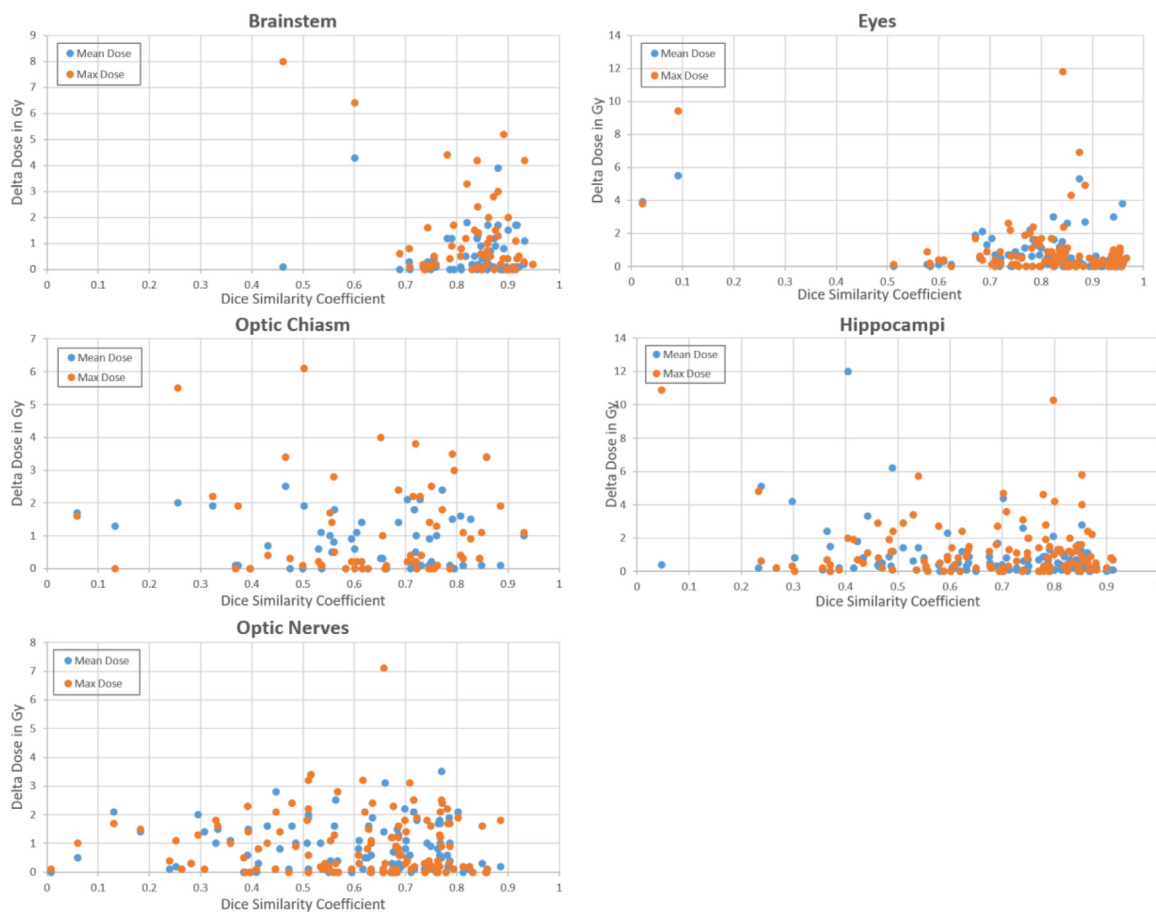 Brainstem
9
8
7
6
5
4
3
2
1
0
Delta Dose in Gy
Mean Dose
Max Dose
0 0.1 0.2 0.3 0.4 0.5 0.6 0.7 0.8 0.9 1
Dice Similarity Coefficient
Eyes
14
12
10
8
6
4
2
0
Delta Dose in Gy
Mean Dose
Max Dose
0 0.1 0.2 0.3 0.4 0.5 0.6 0.7 0.8 0.9 1
Dice Similarity Coefficient
Optic Chiasm
7
6
5
4
3
2
1
0
Delta Dose in Gy
Mean Dose
Max Dose
0 0.1 0.2 0.3 0.4 0.5 0.6 0.7 0.8 0.9 1
Dice Similarity Coefficient
Hippocampi
14
12
10
8
6
4
2
0
Delta Dose in Gy
Mean Dose
Max Dose
0 0.1 0.2 0.3 0.4 0.5 0.6 0.7 0.8 0.9 1
Dice Similarity Coefficient
Optic Nerves
8
7
6
5
4
3
2
1
0
Delta Dose in Gy
Mean Dose
Max Dose
0 0.1 0.2 0.3 0.4 0.5 0.6 0.7 0.8 0.9 1
Dice Similarity Coefficient